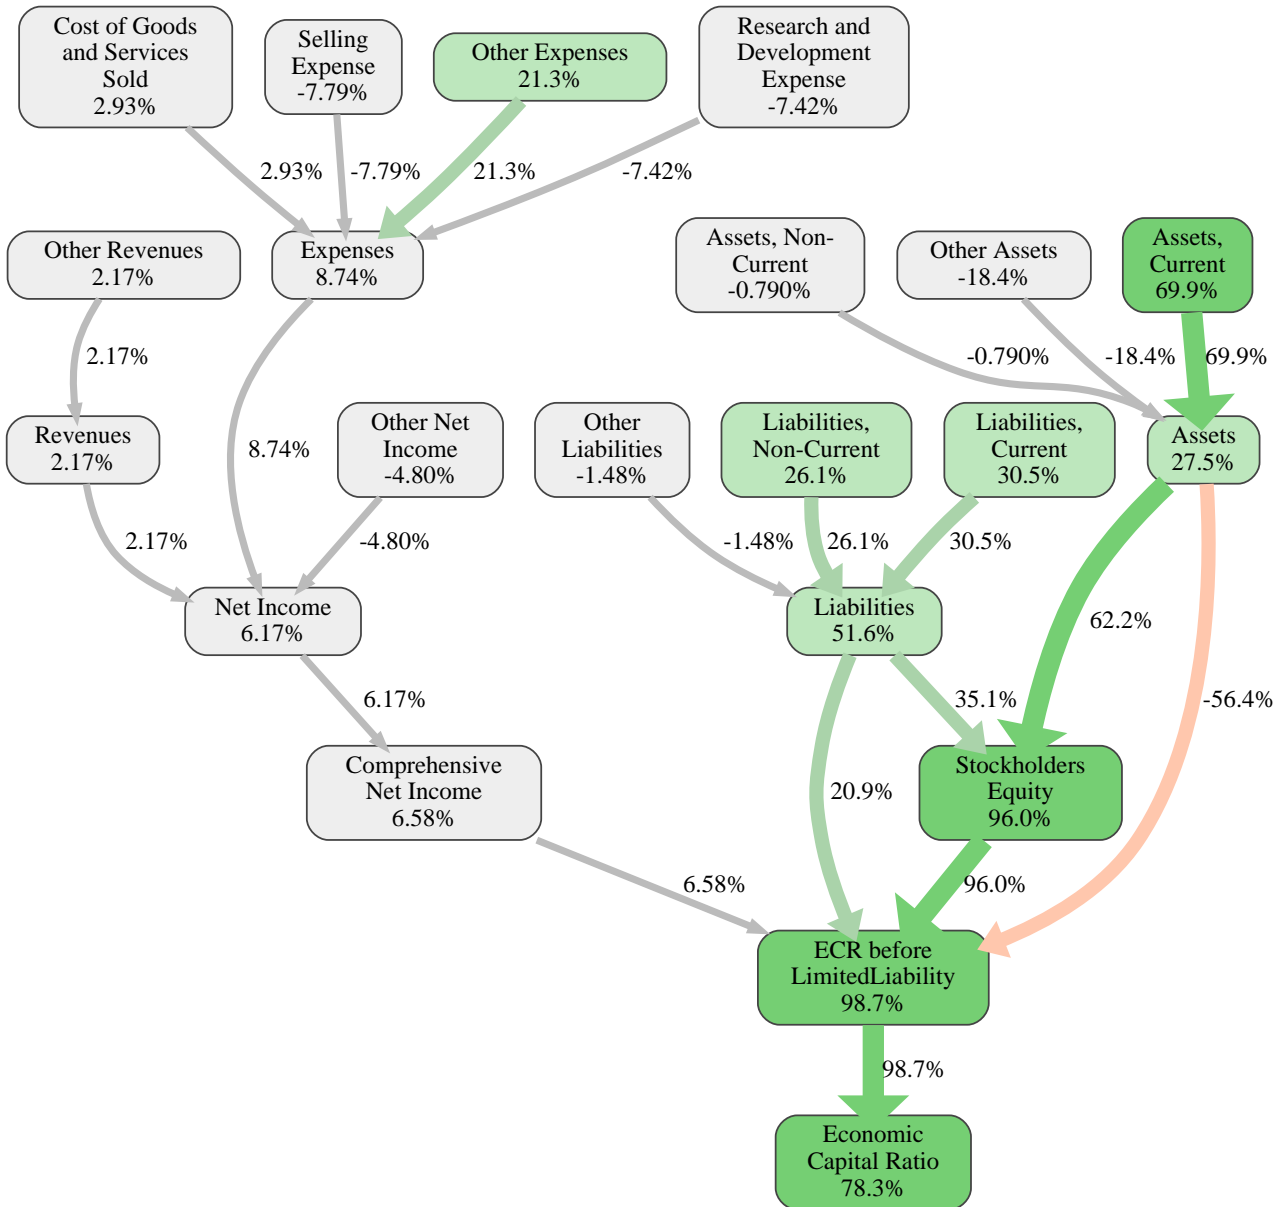 Cost of Goods
and Services
Sold
2.93%
Selling
Expense
-7.79%
Other Expenses
21.3%
Research and
Development
Expense
-7.42%
2.93%
-7.79%
21.3%
-7.42%
Other Revenues
2.17%
Expenses
8.74%
Assets, Non-
Current
-0.790%
Other Assets
-18.4%
Assets,
Current
69.9%
2.17%
-0.790%
-18.4%
69.9%
Revenues
2.17%
8.74%
Other Net
Income
-4.80%
Other
Liabilities
-1.48%
Liabilities,
Non-Current
26.1%
Liabilities,
Current
30.5%
Assets
27.5%
2.17%
-4.80%
-1.48%
26.1%
30.5%
Net Income
6.17%
Liabilities
51.6%
62.2%
6.17%
35.1%
-56.4%
Comprehensive
Net Income
6.58%
20.9%
Stockholders
Equity
96.0%
6.58%
96.0%
ECR before
LimitedLiability
98.7%
98.7%
Economic
Capital Ratio
78.3%